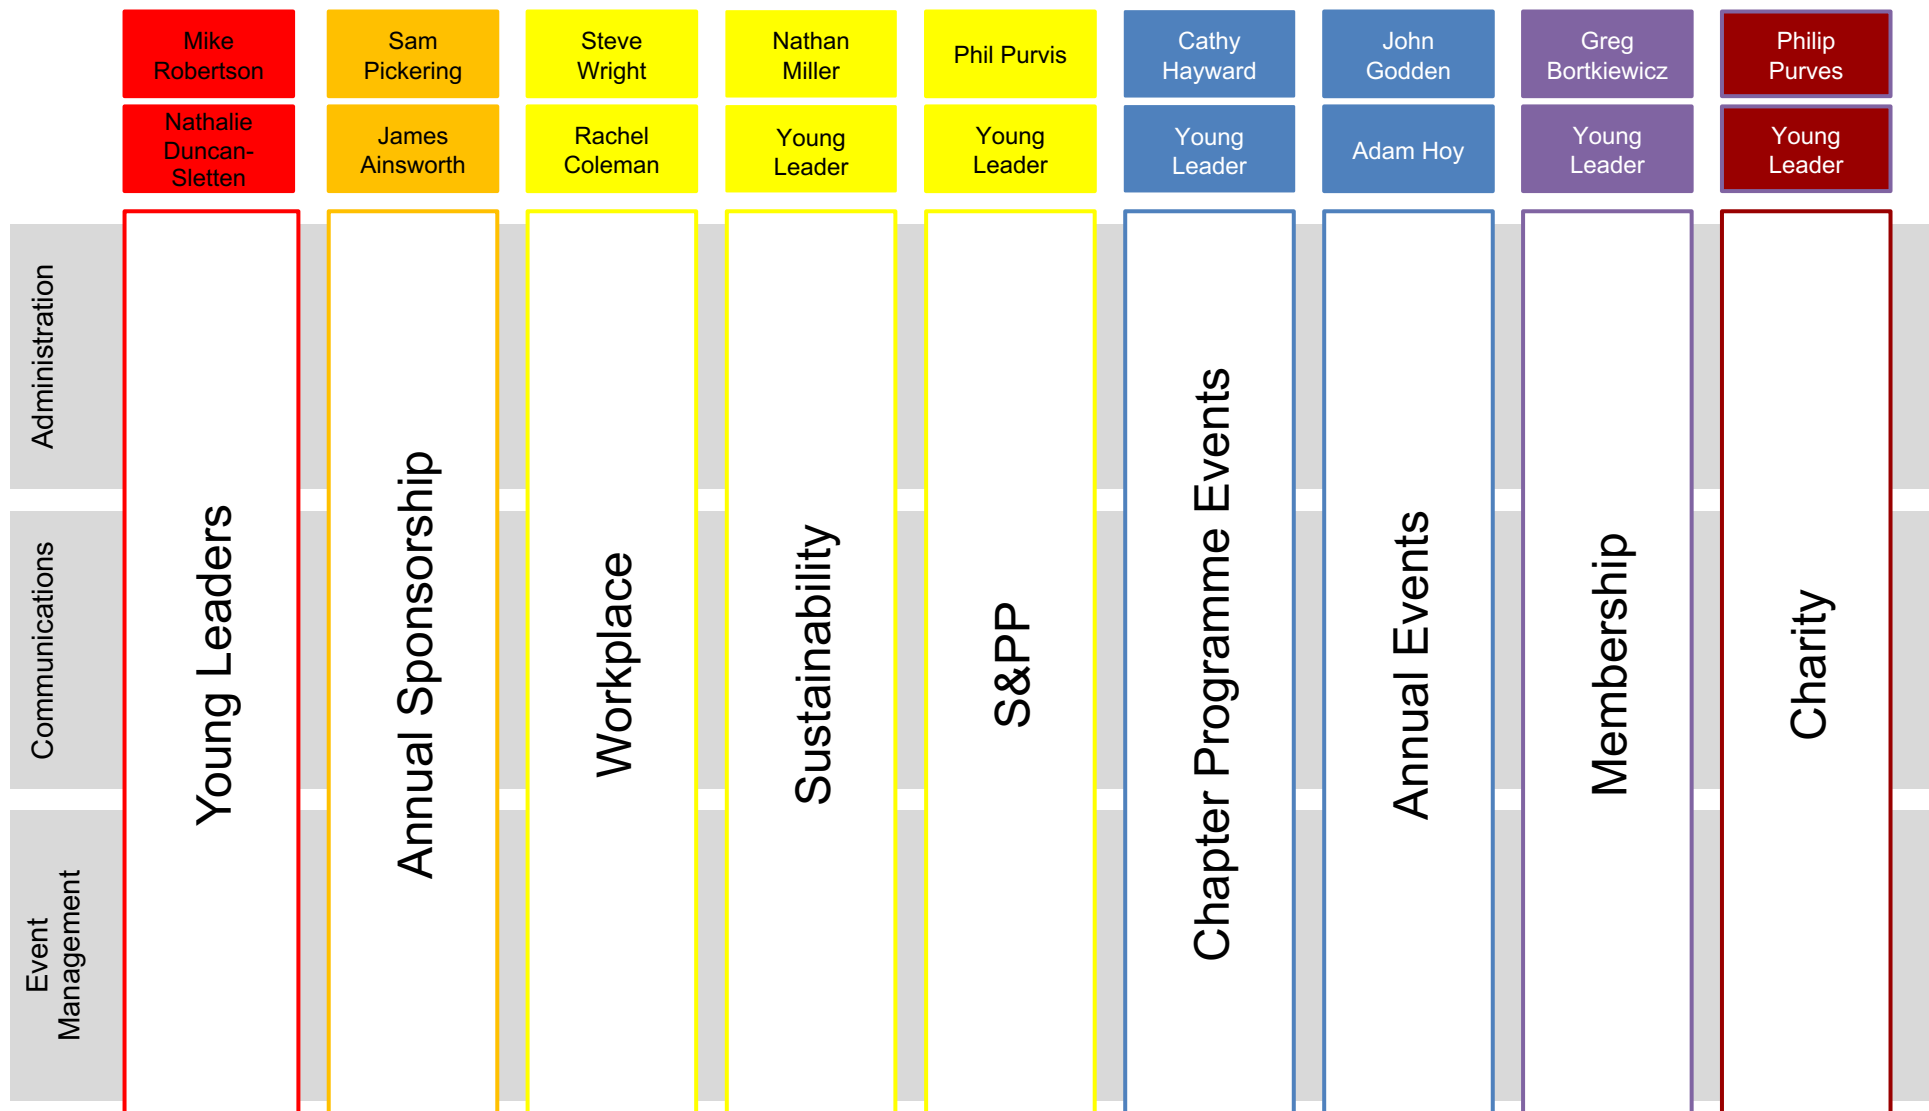 Mike
Robertson
Sam
Pickering
Steve
Wright
Nathan
Miller
Phil Purvis
Cathy
Hayward
John
Godden
Greg
Bortkiewicz
Philip
Purves
Nathalie
Duncan-
Sletten
James
Ainsworth
Rachel
Coleman
Young
Leader
Young
Leader
Young
Leader
Adam Hoy
Young
Leader
Young
Leader
Administration
Communications
Event
Management
Young Leaders
Annual Sponsorship
Workplace
Sustainability
S&PP
Chapter Programme Events
Annual Events
Membership
Charity